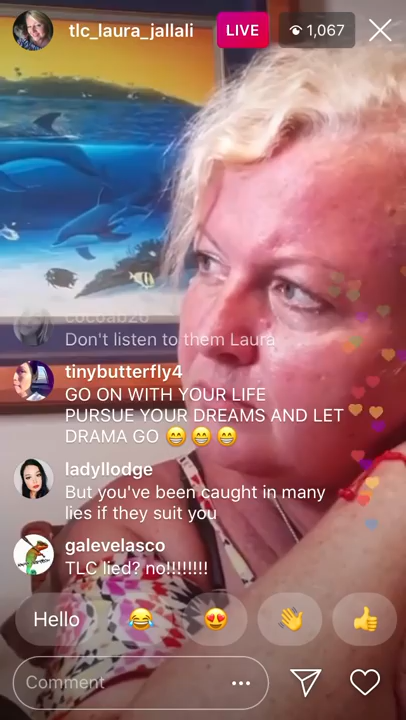 tlc_laura_jallali LIVE 1,067
cocoab20
Don't listen to them Laura
tinybutterfly4
GO ON WITH YOUR LIFE
PURSUE YOUR DREAMS AND LET
DRAMA GO 😁😁😁
ladyllodge
But you've been caught in many
lies if they suit you
galevelasco
TLC lied? no!!!!!!!!
Hello 😂 😍 👋 👍
Comment